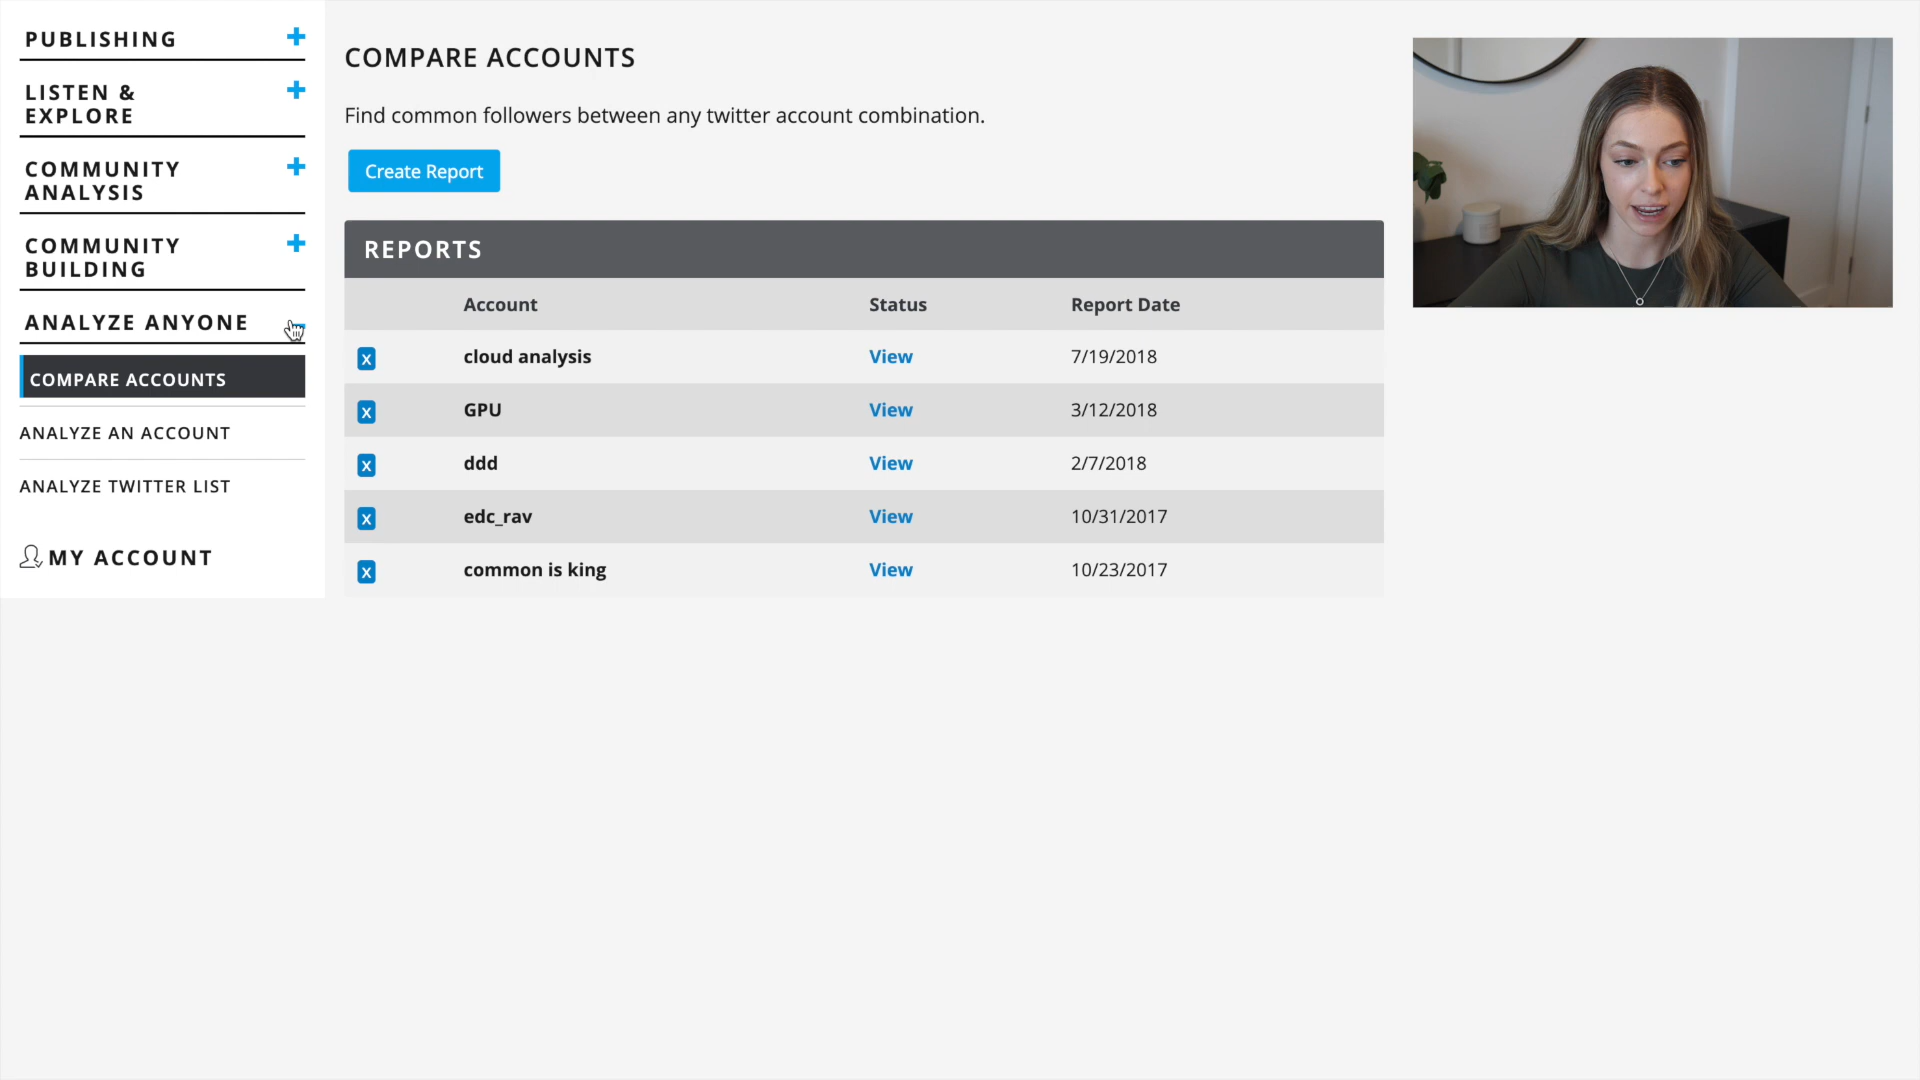 PUBLISHING
LISTEN &
EXPLORE
COMMUNITY
ANALYSIS
COMMUNITY
BUILDING
ANALYZE ANYONE
COMPARE ACCOUNTS
ANALYZE AN ACCOUNT
ANALYZE TWITTER LIST
MY ACCOUNT
COMPARE ACCOUNTS
Find common followers between any twitter account combination.
Create Report
REPORTS
Account Status Report Date
x cloud analysis View 7/19/2018
x GPU View 3/12/2018
x ddd View 2/7/2018
x edc_rav View 10/31/2017
x common is king View 10/23/2017